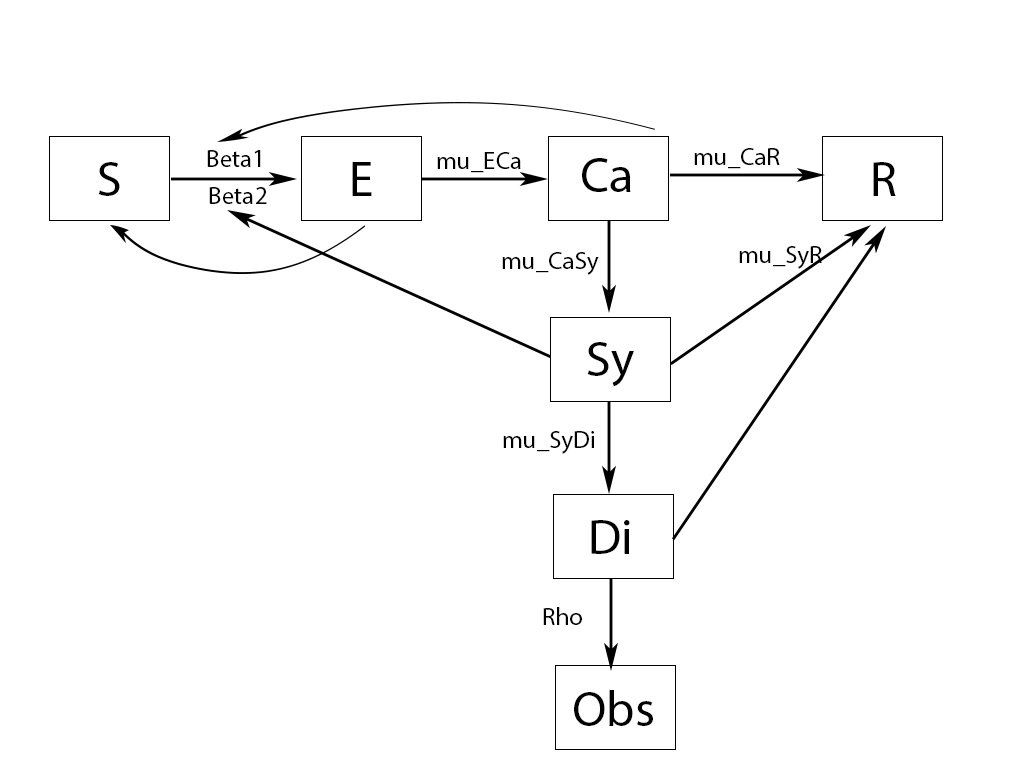 Beta1
S
E
mu_ECa
Ca
mu_CaR
R
Beta2
mu_CaSy
mu_SyR
Sy
mu_SyDi
Di
Rho
Obs